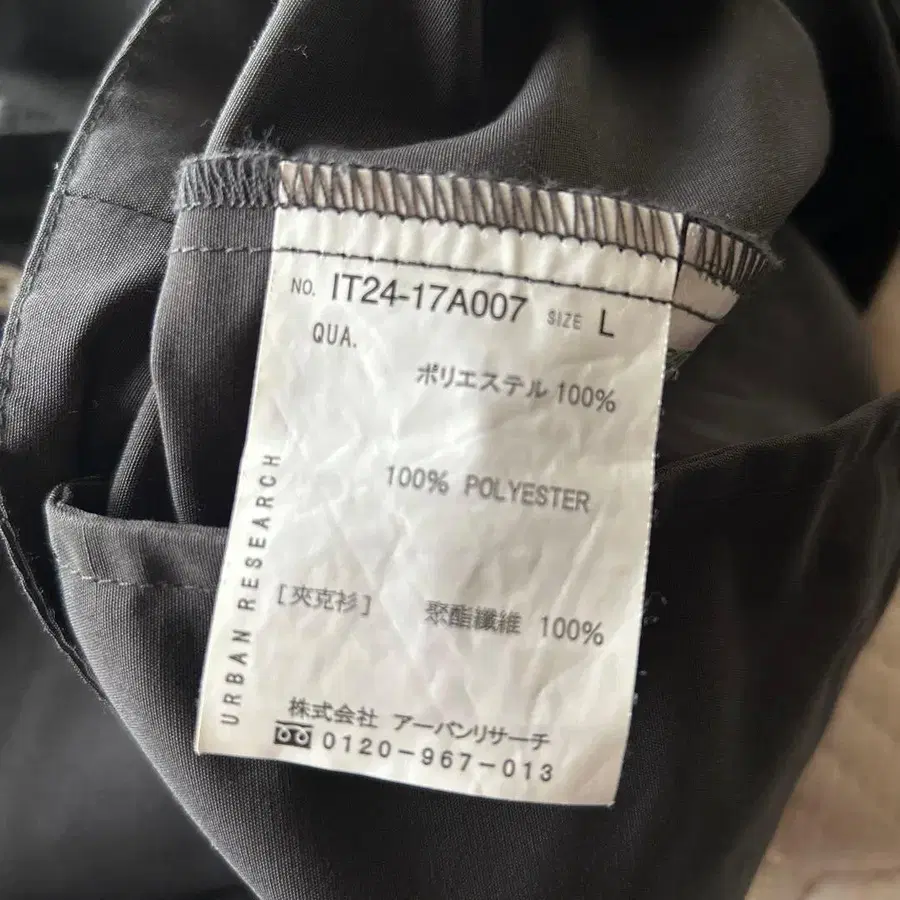 NO. IT24-17A007 SIZE L
QUA.
ポリエステル 100%
100% POLYESTER
[夾克衫] 聚酯纖維 100%
URBAN RESEARCH
株式会社 アーバンリサーチ
0120-967-013